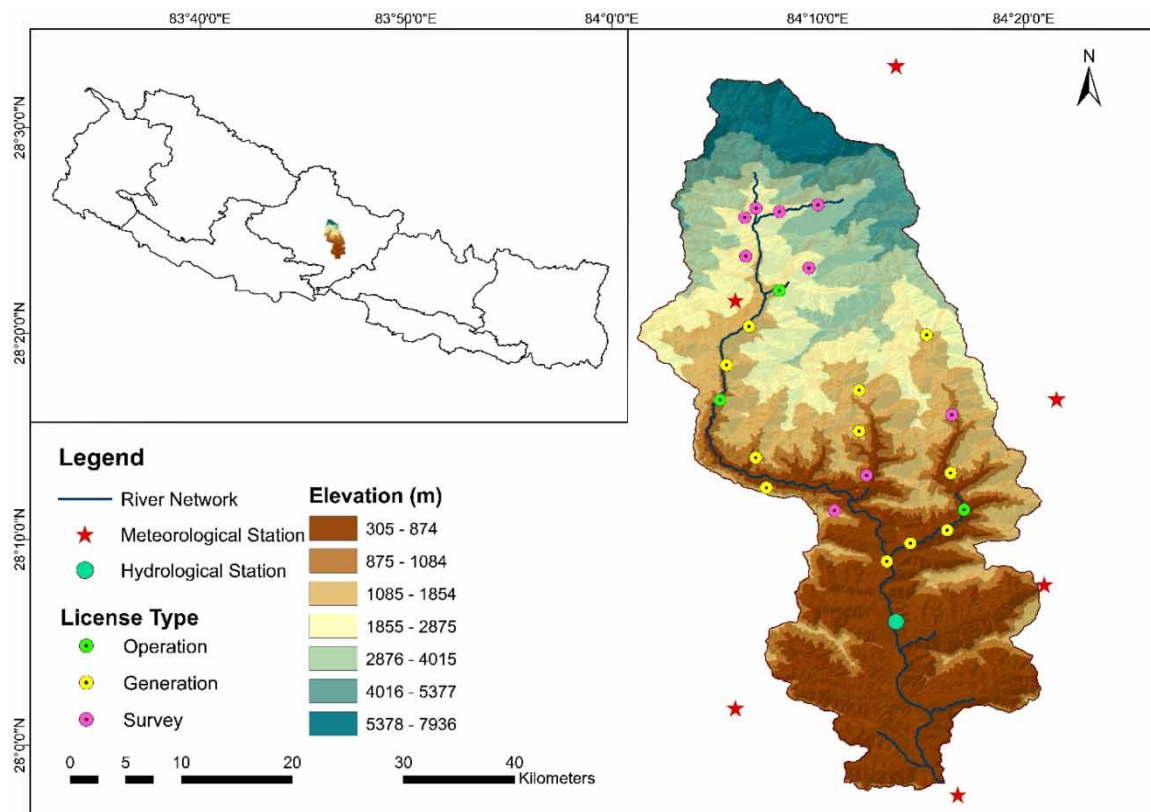 83°40'0"E 83°50'0"E 84°0'0"E 84°10'0"E 84°20'0"E
N
28°30'0"N
28°20'0"N
28°10'0"N
28°0'0"N
Legend
River Network
Meteorological Station
Hydrological Station
License Type
Operation
Generation
Survey
Elevation (m)
305 - 874
875 - 1084
1085 - 1854
1855 - 2875
2876 - 4015
4016 - 5377
5378 - 7936
0 5 10 20 30 40
Kilometers